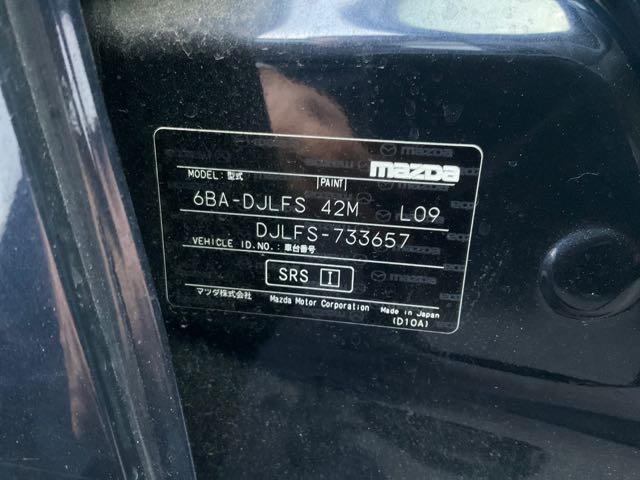 mazda
MODEL: 型式 PAINT
6BA-DJLFS 42M L09
DJLFS-733657
VEHICLE ID.NO.: 車台番号
SRS I
マツダ株式会社 Mazda Motor Corporation Made in Japan
(D10A)